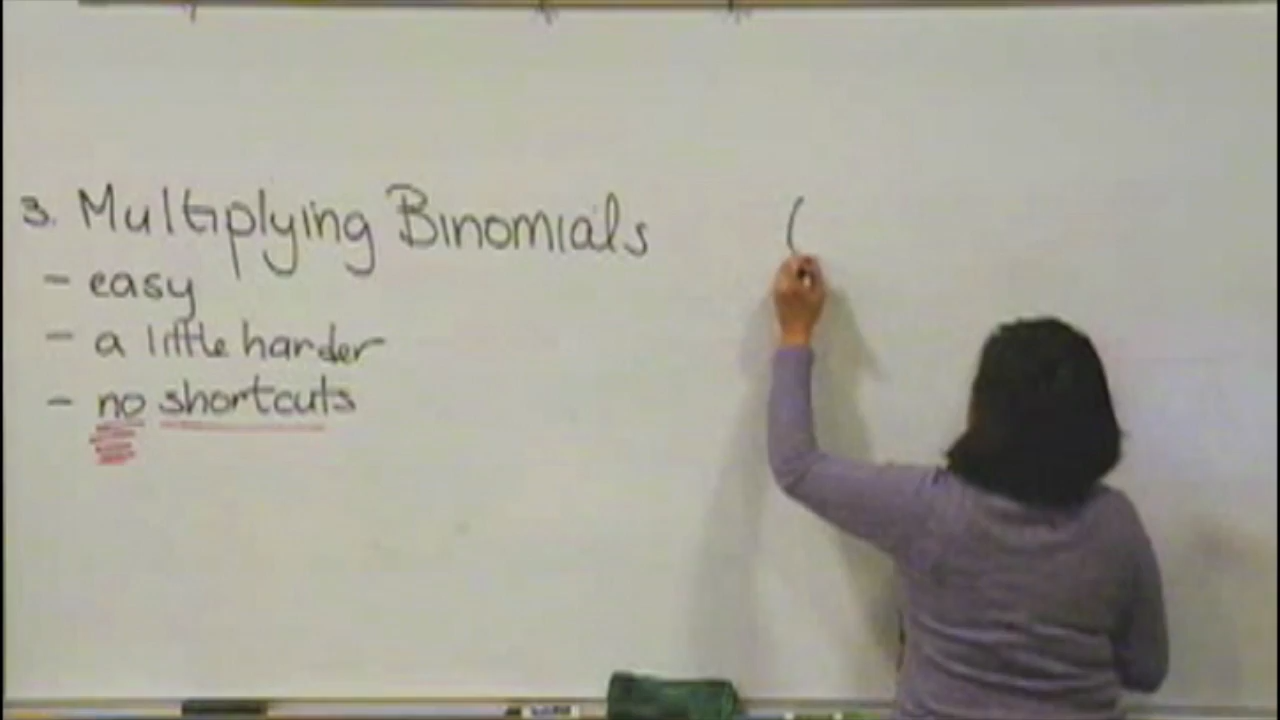 3. Multiplying Binomials
(
- easy
- a little harder
- no shortcuts